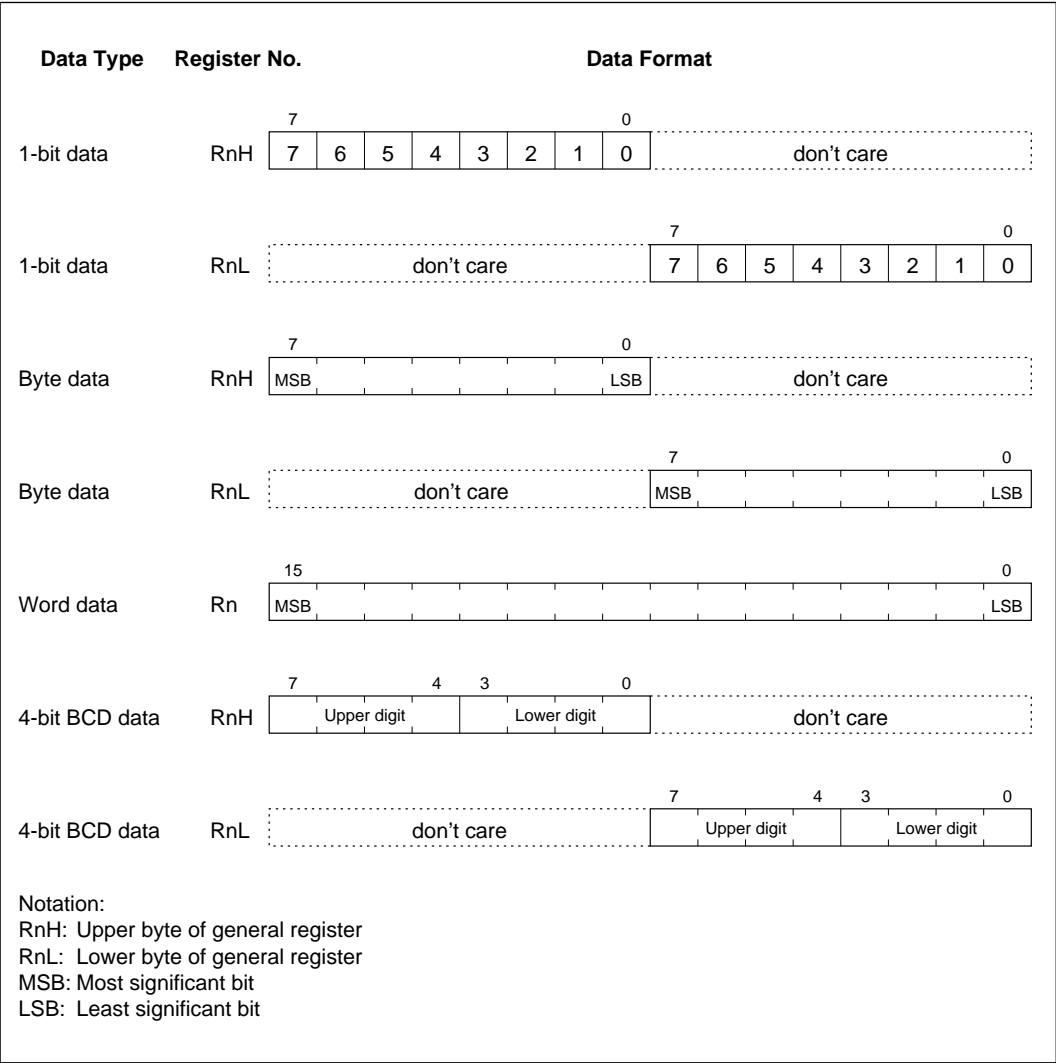 Data Type Register No. Data Format
7 0
1-bit data RnH 7 6 5 4 3 2 1 0 don't care
7 0
1-bit data RnL don't care 7 6 5 4 3 2 1 0
7 0
Byte data RnH MSB LSB don't care
7 0
Byte data RnL don't care MSB LSB
15 0
Word data Rn MSB LSB
7 4 3 0
4-bit BCD data RnH Upper digit Lower digit don't care
7 4 3 0
4-bit BCD data RnL don't care Upper digit Lower digit
Notation:
RnH: Upper byte of general register
RnL: Lower byte of general register
MSB: Most significant bit
LSB: Least significant bit